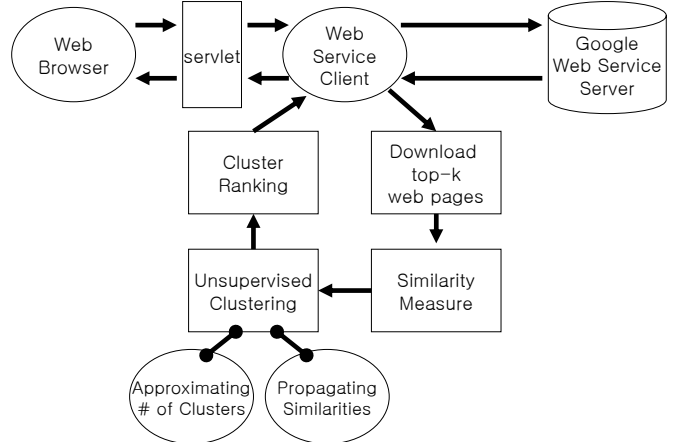 Web
Browser
servlet
Web
Service
Client
Google
Web Service
Server
Cluster
Ranking
Download
top-k
web pages
Unsupervised
Clustering
Similarity
Measure
Approximating
# of Clusters
Propagating
Similarities